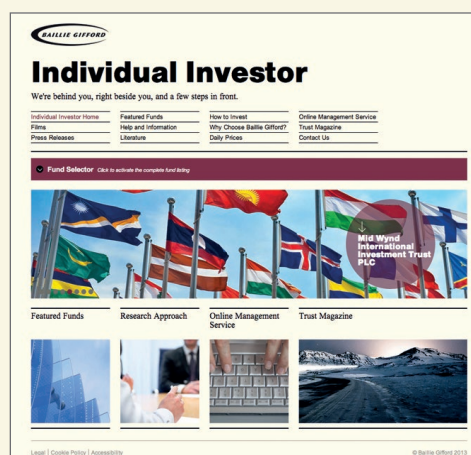 BAILLIE GIFFORD
Individual Investor
We're behind you, right beside you, and a few steps in front.
Individual Investor Home
Featured Funds
How to Invest
Online Management Service
Films
Help and Information
Why Choose Baillie Gifford?
Trust Magazine
Press Releases
Literature
Daily Prices
Contact Us
Fund Selector Click to activate the complete fund listing
Mid Wynd
International
Investment Trust
PLC
Featured Funds
Research Approach
Online Management
Service
Trust Magazine
Legal | Cookie Policy | Accessibility
© Baillie Gifford 2013